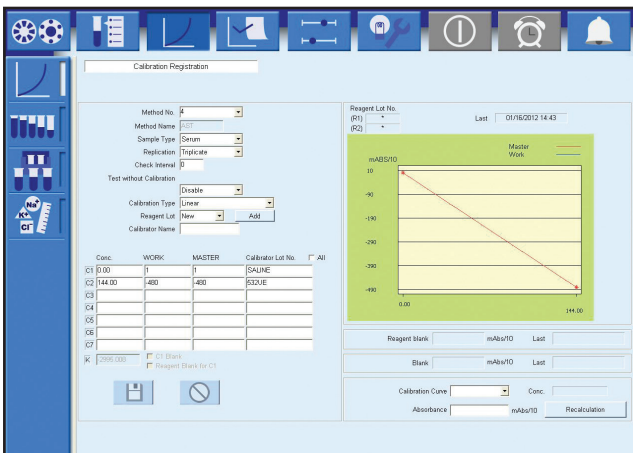 Calibration Registration
Method No. 4
Method Name AST
Sample Type Serum
Replication Triplicate
Check Interval 0
Test without Calibration
Disable
Calibration Type Linear
Reagent Lot New Add
Calibrator Name
Conc. WORK MASTER Calibrator Lot No. All
C1 0.00 1 1 SALINE
C2 144.00 -480 -480 532UE
C3
C4
C5
C6
C7
K -2996.008 C1 Blank
Reagent Blank for C1
Reagent Lot No.
(R1) * Last 01/16/2012 14:43
(R2) *
Master
Work
mABS/10
10
-90
-190
-290
-390
-490
0.00
144.00
Reagent blank mAbs/10 Last
Blank mAbs/10 Last
Calibration Curve Conc.
Absorbance mAbs/10 Recalculation
Na+
K+
Cl-